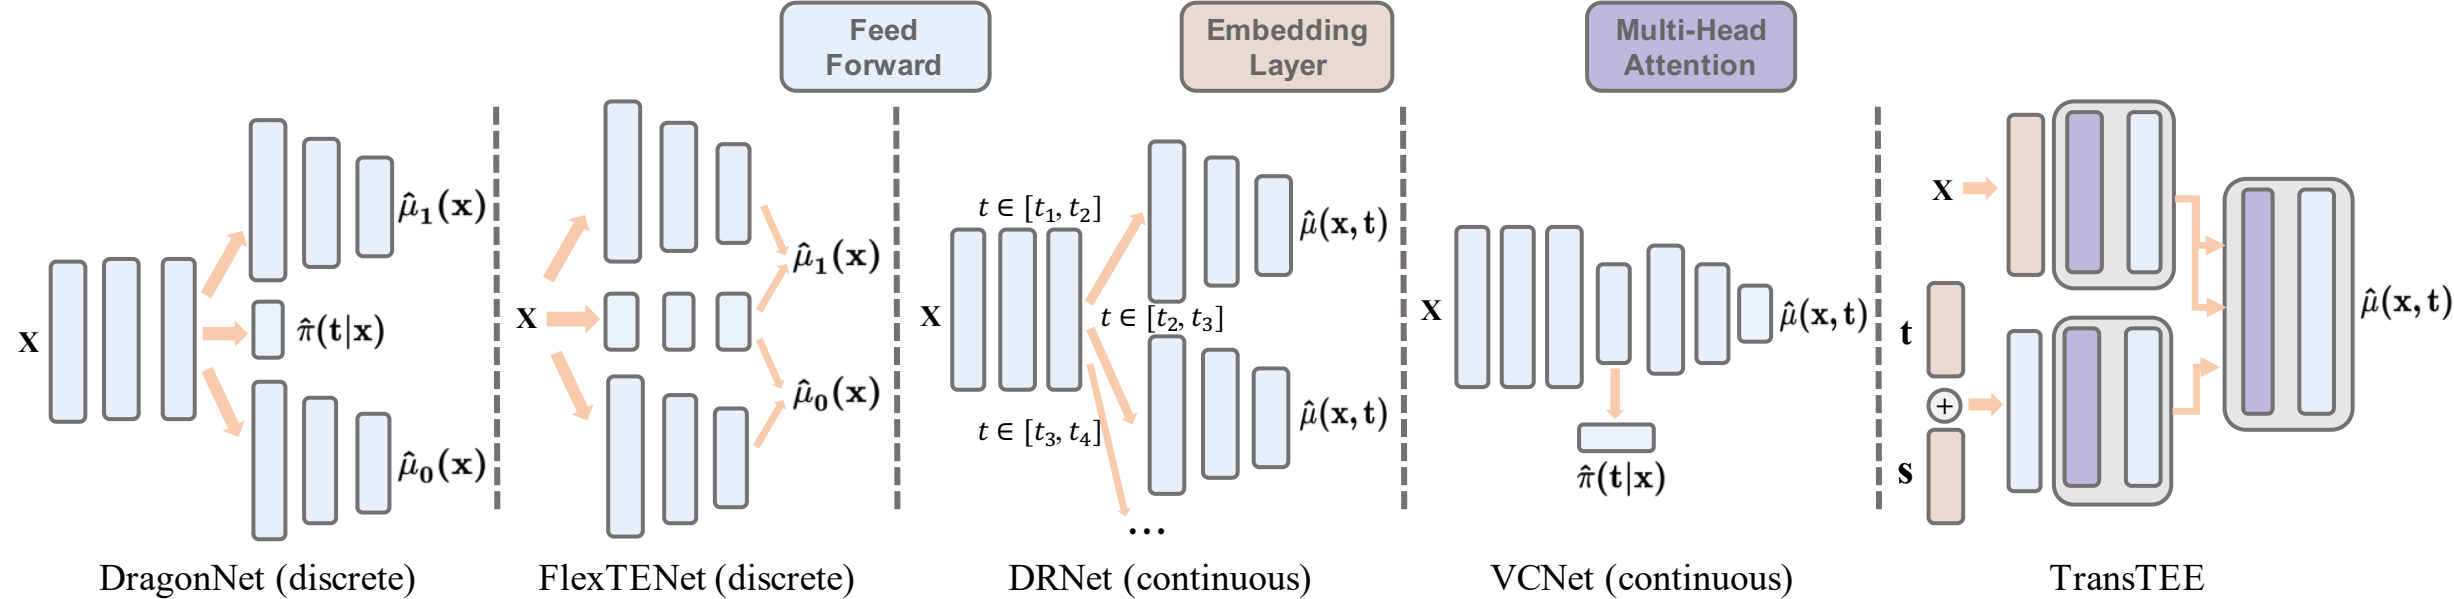 Feed
Forward
Embedding
Layer
Multi-Head
Attention
x
μ̂₁(x)
π̂(t|x)
μ̂₀(x)
DragonNet (discrete)
x
μ̂₁(x)
μ̂₀(x)
FlexTENet (discrete)
x
t ∈ [t₁, t₂]
t ∈ [t₂, t₃]
t ∈ [t₃, t₄]
μ̂(x, t)
μ̂(x, t)
...
DRNet (continuous)
x
μ̂(x, t)
π̂(t|x)
VCNet (continuous)
x
t
+
s
μ̂(x, t)
TransTEE